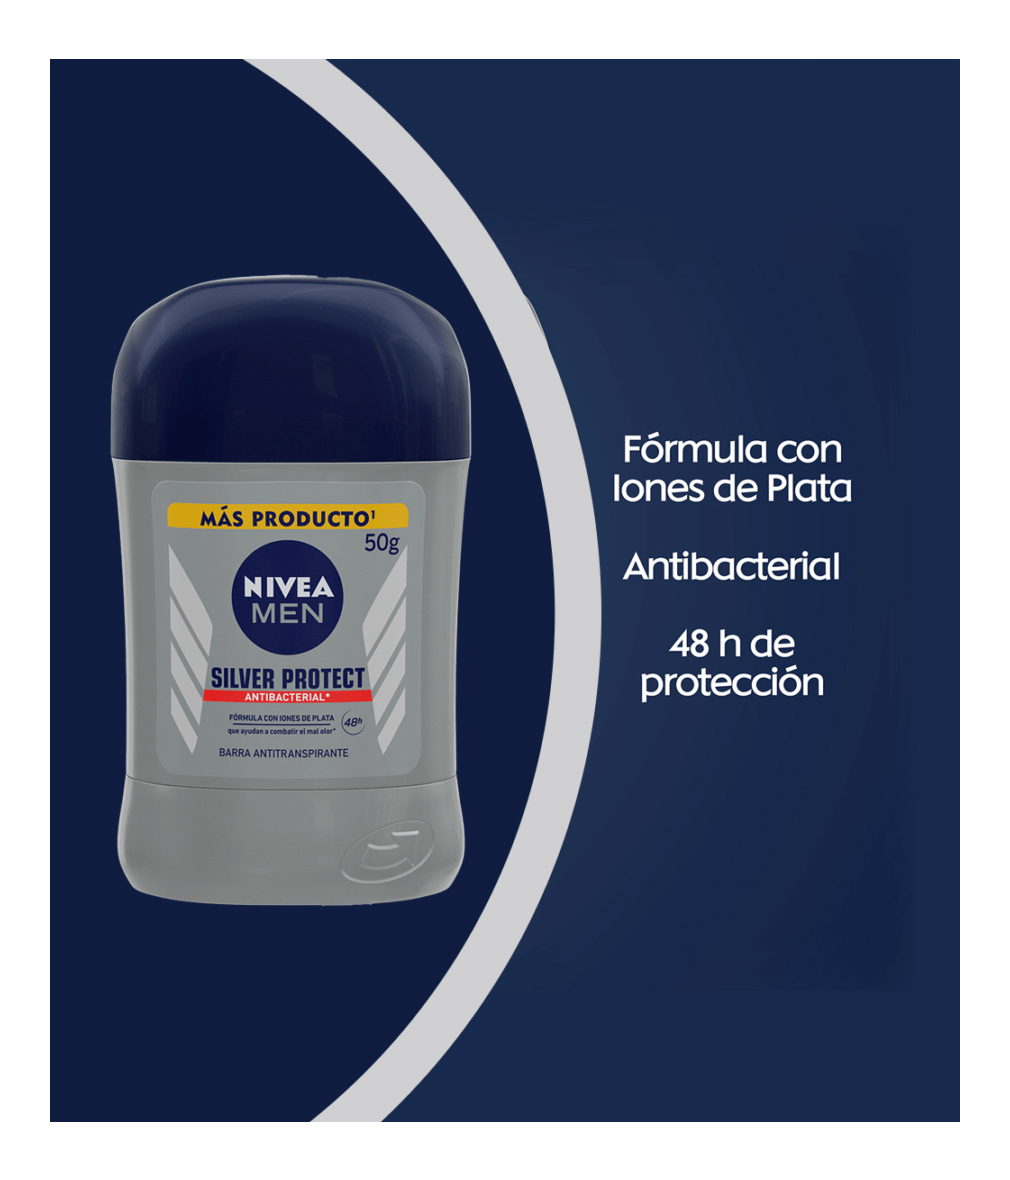 MÁS PRODUCTO¹
50g
NIVEA
MEN
SILVER PROTECT
ANTIBACTERIAL*
FÓRMULA CON IONES DE PLATA
que ayudan a combatir el mal olor*
48h
BARRA ANTITRANSPIRANTE
Fórmula con
Iones de Plata
Antibacterial
48 h de
protección